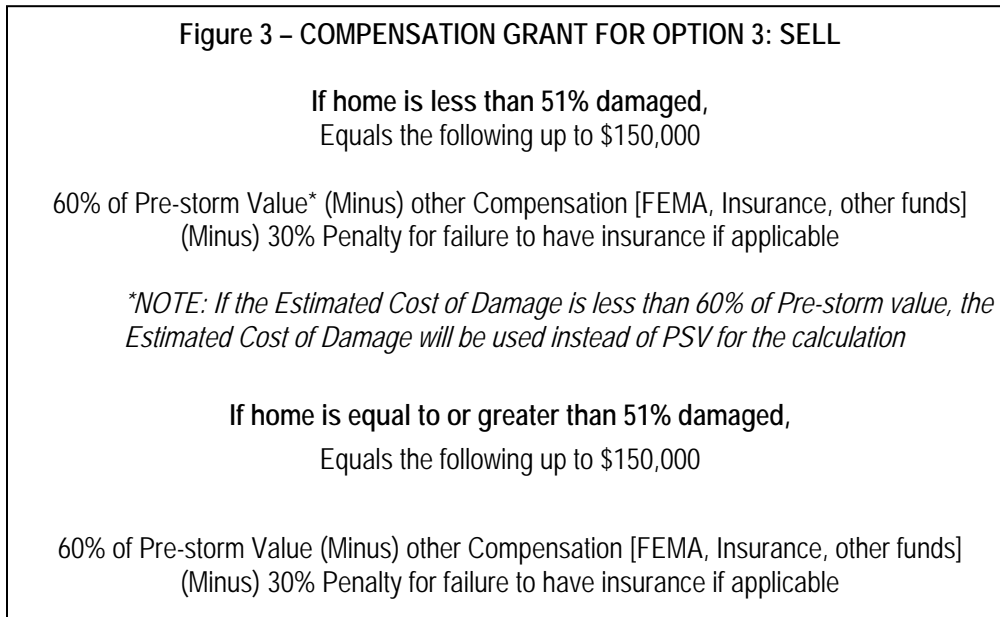 Figure 3 – COMPENSATION GRANT FOR OPTION 3: SELL
If home is less than 51% damaged,
Equals the following up to $150,000
60% of Pre-storm Value* (Minus) other Compensation [FEMA, Insurance, other funds]
(Minus) 30% Penalty for failure to have insurance if applicable
*NOTE: If the Estimated Cost of Damage is less than 60% of Pre-storm value, the
Estimated Cost of Damage will be used instead of PSV for the calculation
If home is equal to or greater than 51% damaged,
Equals the following up to $150,000
60% of Pre-storm Value (Minus) other Compensation [FEMA, Insurance, other funds]
(Minus) 30% Penalty for failure to have insurance if applicable